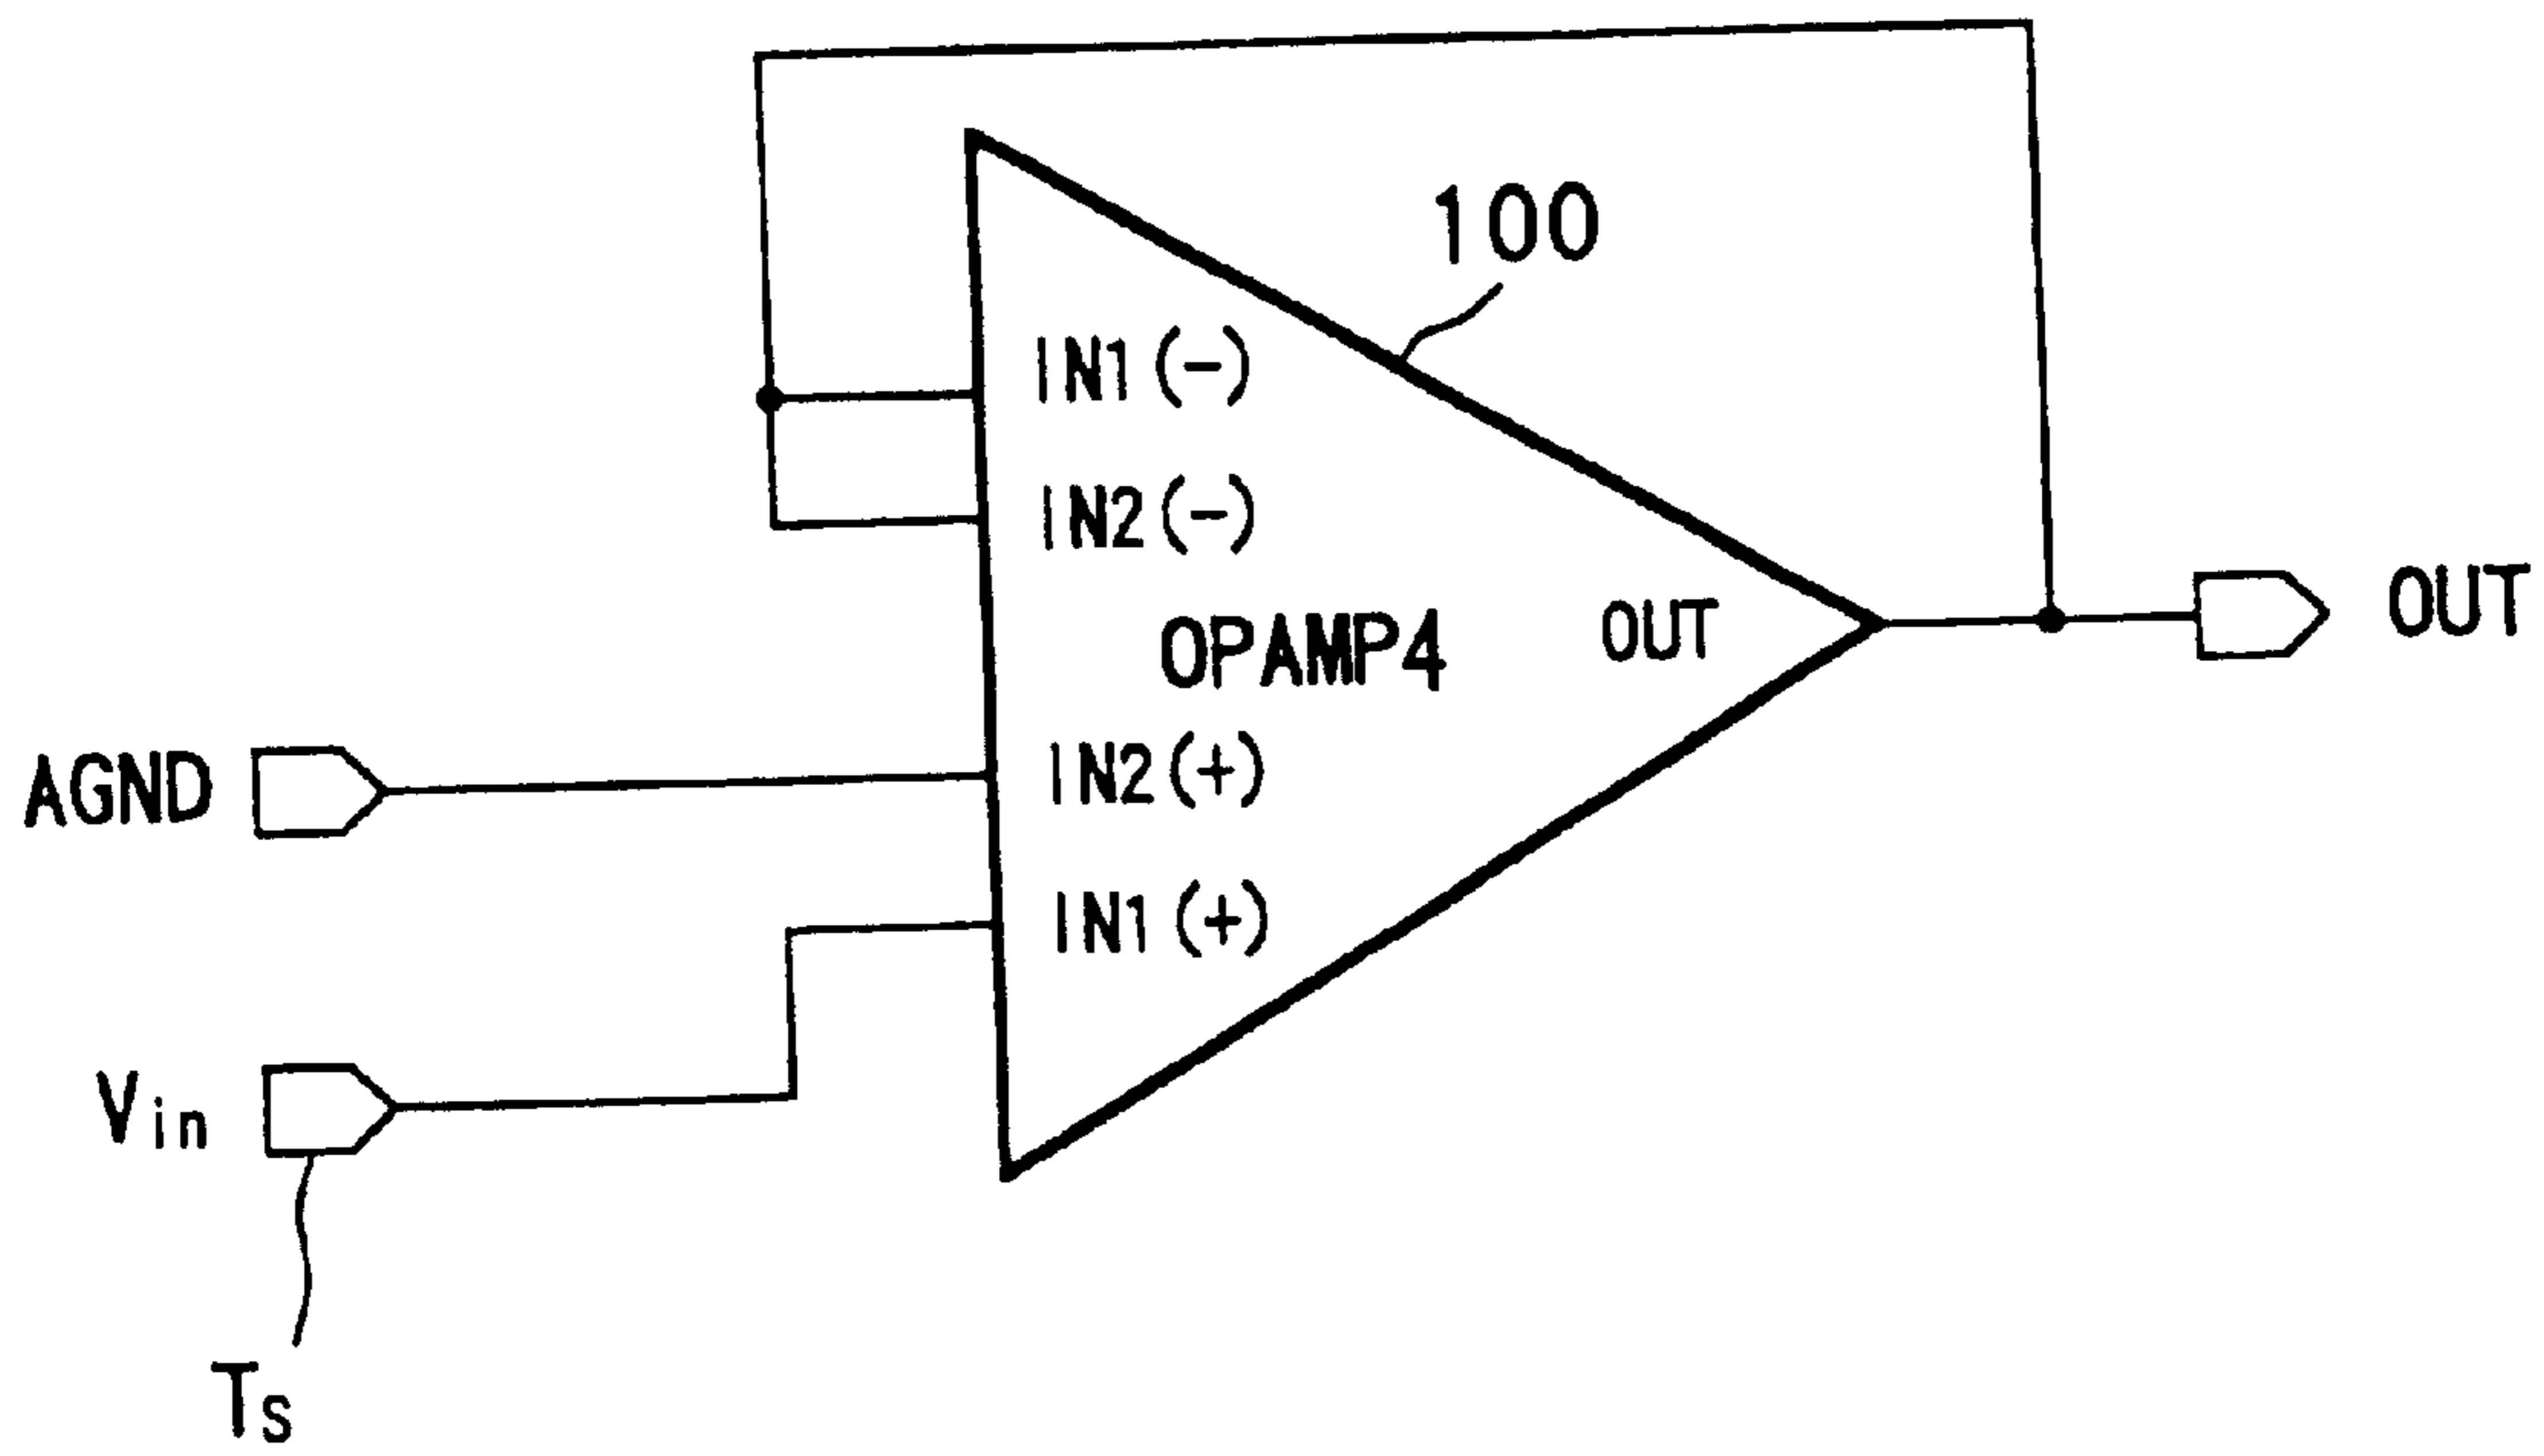 100
IN1(-)
IN2(-)
OPAMP4
OUT
OUT
AGND
IN2(+)
IN1(+)
Vin
Ts